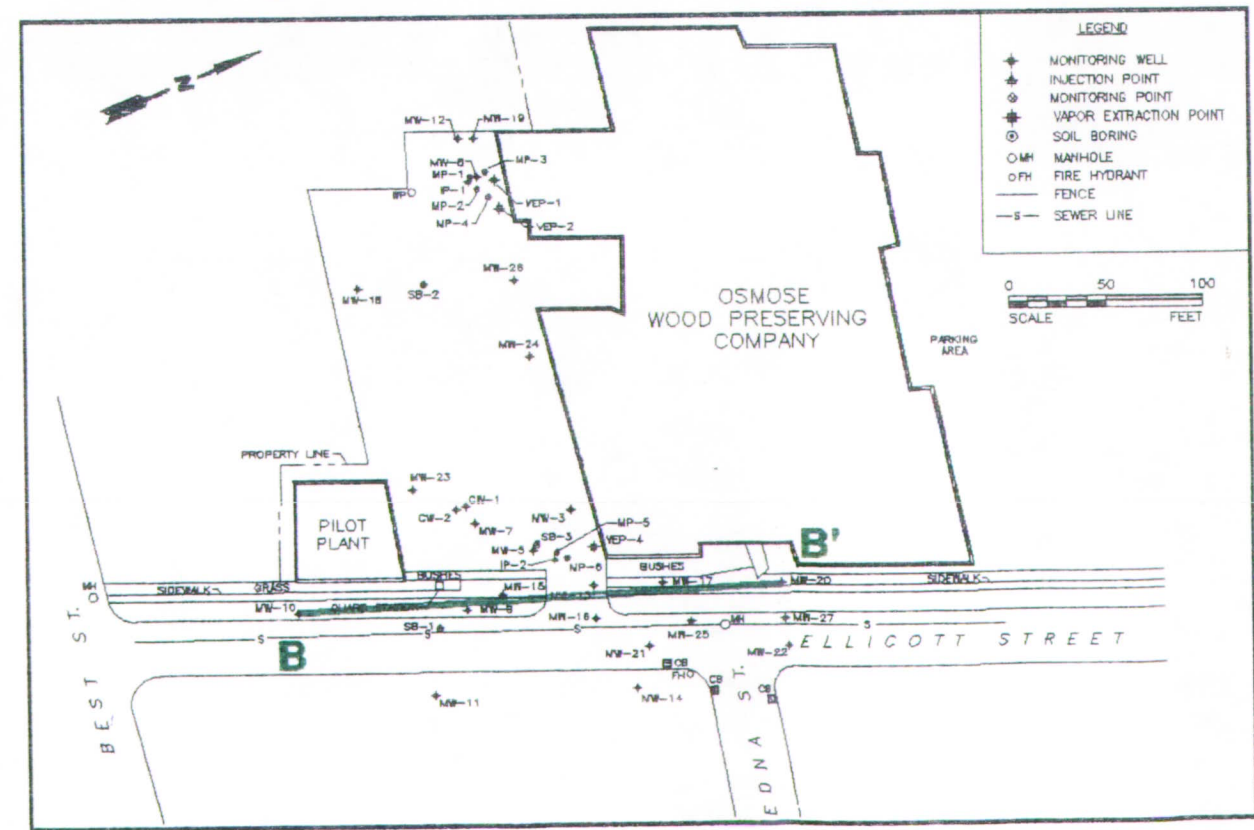 LEGEND
MONITORING WELL
INJECTION POINT
MONITORING POINT
VAPOR EXTRACTION POINT
SOIL BORING
MH MANHOLE
FH FIRE HYDRANT
FENCE
S SEWER LINE
0 50 100
SCALE FEET
N
MW-12
MW-19
MW-6
MP-3
MP-1
IP-1
MP-2
MP-4
VEP-1
VEP-2
WP
MW-18
SB-2
MW-26
MW-24
OSMOSE
WOOD PRESERVING
COMPANY
PARKING
AREA
PROPERTY LINE
MW-23
CW-1
CW-2
MW-7
MW-3
PILOT
PLANT
SB-3
MP-5
MW-5
VEP-4
IP-2
MP-6
B'
BUSHES
BUSHES
MH
SIDEWALK
GRASS
MW-15
MW-17
MW-20
SIDEWALK
MW-10
GUARD STATION
MW-9
MW-16
SB-1
S
S
MW-25
MH
MW-27
S
B
MW-21
MW-22
ELLICOTT STREET
CB
FH
CB
CB
MW-11
MW-14
BEST ST.
EDNA ST.